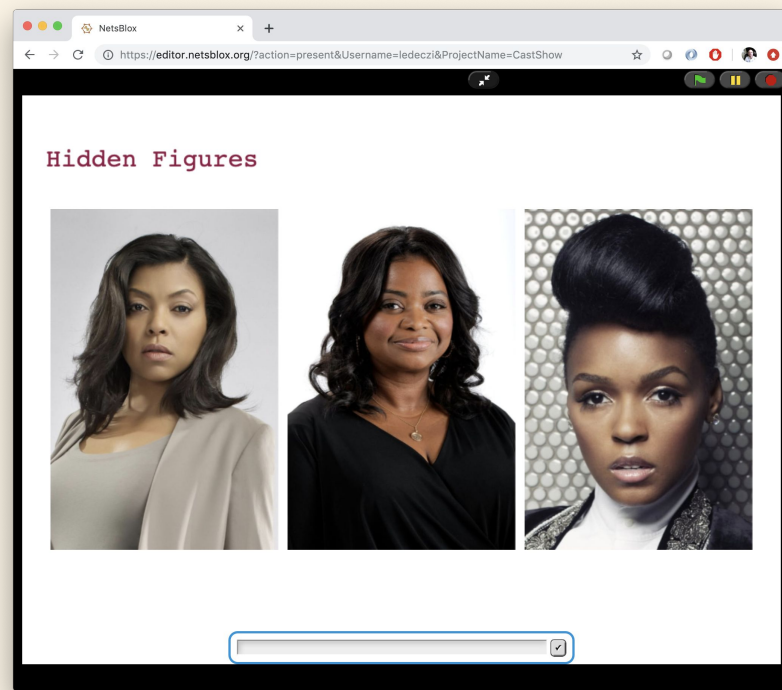 NetsBlox
https://editor.netsblox.org/?action=present&Username=ledeczi&ProjectName=CastShow
Hidden Figures